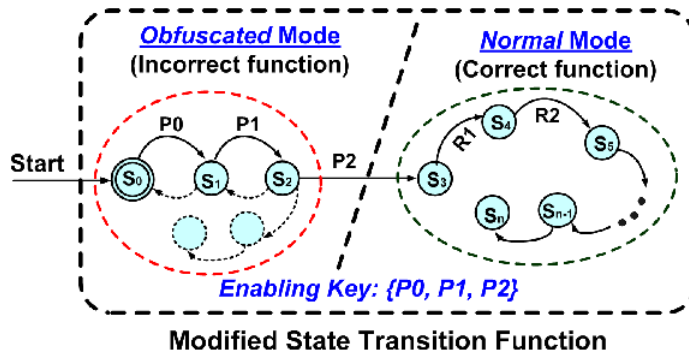 Obfuscated Mode
(Incorrect function)
Normal Mode
(Correct function)
Start
P0
P1
P2
R1
R2
S0
S1
S2
S3
S4
S5
Sn-1
Sn
Enabling Key: {P0, P1, P2}
Modified State Transition Function